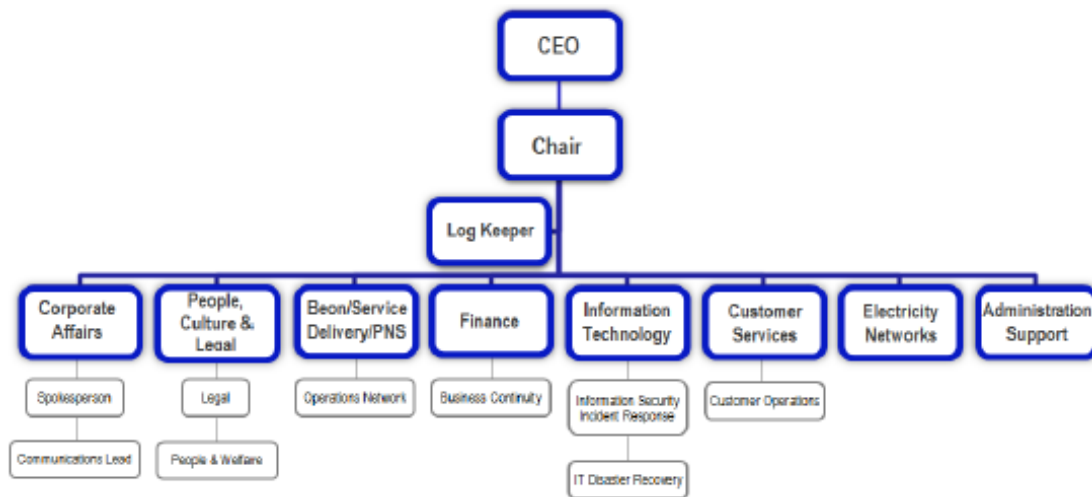 CEO
Chair
Log Keeper
Corporate
Affairs
People,
Culture &
Legal
Beon/Service
Delivery/PNS
Finance
Information
Technology
Customer
Services
Electricity
Networks
Administration
Support
Spokesperson
Legal
Operations Network
Business Continuity
Information Security
Incident Response
Customer Operations
Communications Lead
People & Welfare
IT Disaster Recovery